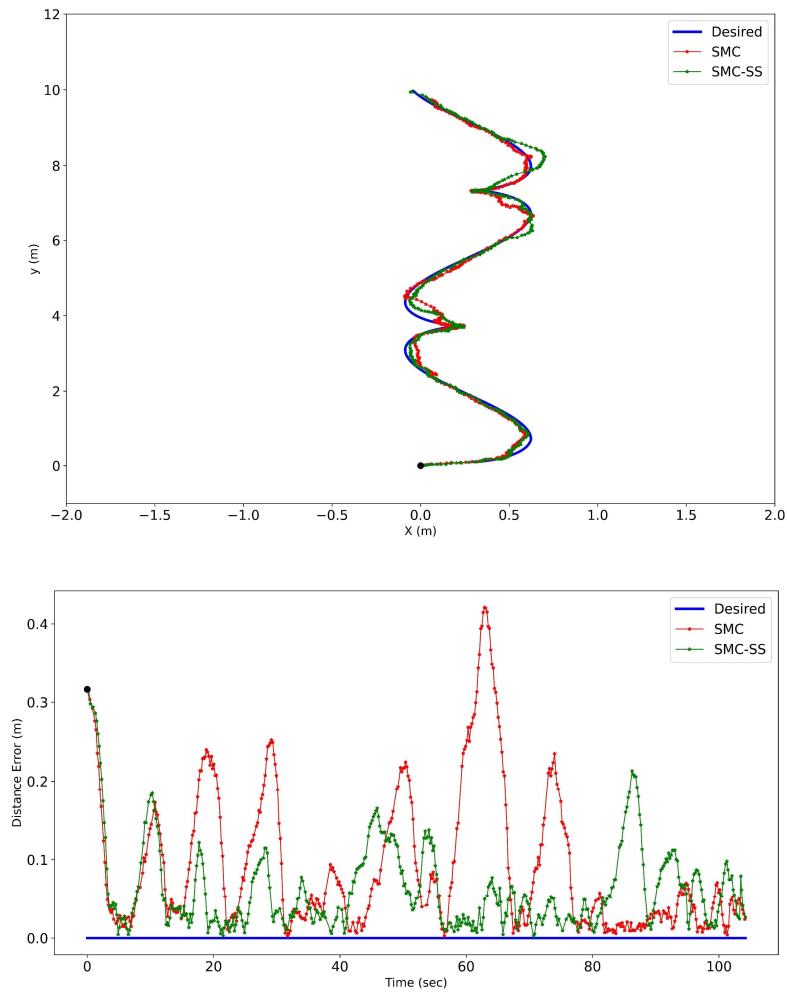 12
10
8
6
4
2
0
y (m)
Desired
SMC
SMC-SS
−2.0 −1.5 −1.0 −0.5 0.0 0.5 1.0 1.5 2.0
X (m)
0.4
0.3
0.2
0.1
0.0
Distance Error (m)
Desired
SMC
SMC-SS
0 20 40 60 80 100
Time (sec)